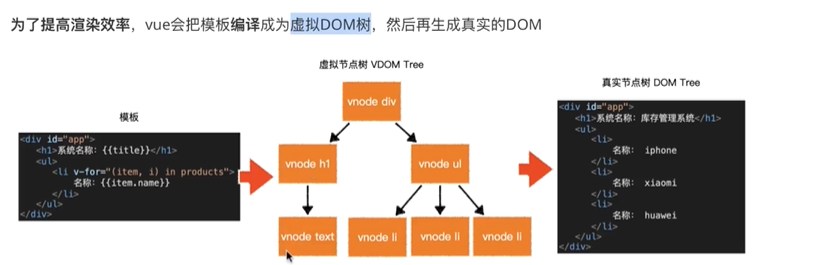 为了提高渲染效率，vue会把模板编译成为虚拟DOM树，然后再生成真实的DOM
虚拟节点树 VDOM Tree
模板
<div id="app">
<h1>系统名称：{{title}}</h1>
<ul>
<li v-for="(item, i) in products">
名称：{{item.name}}
</li>
</ul>
</div>
vnode div
vnode h1
vnode ul
vnode text
vnode li
vnode li
vnode li
真实节点树 DOM Tree
<div id="app">
<h1>系统名称：库存管理系统</h1>
<ul>
<li>
名称： iphone
</li>
<li>
名称： xiaomi
</li>
<li>
名称： huawei
</li>
</ul>
</div>